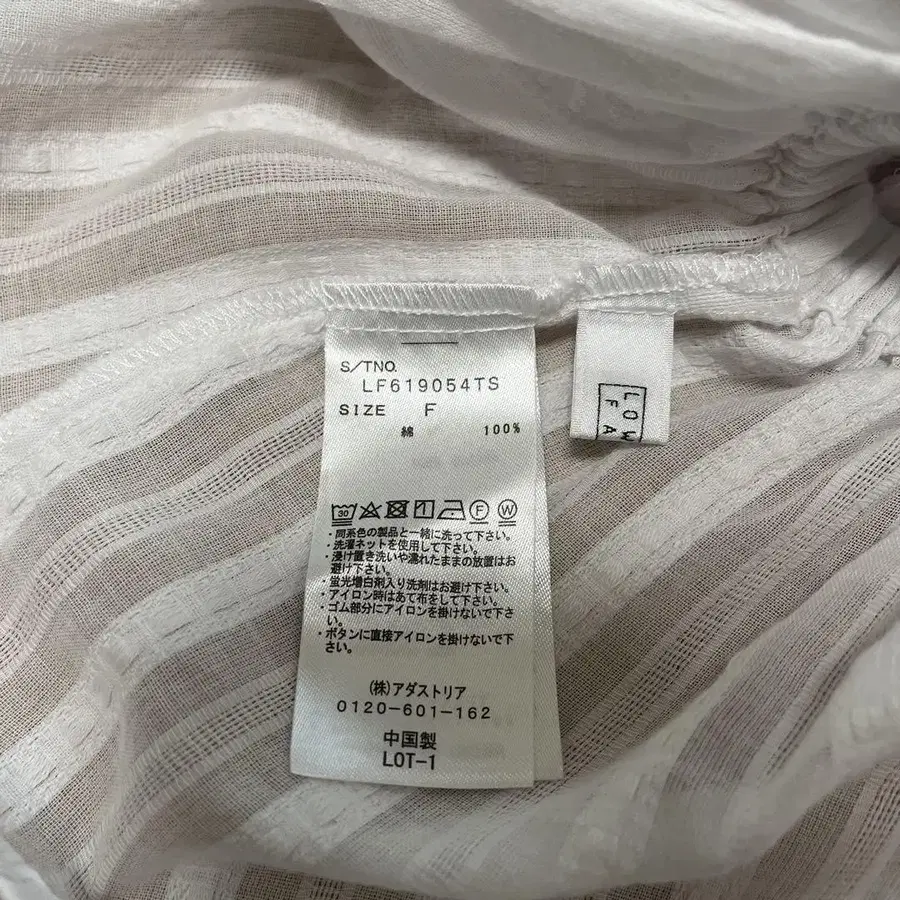 S/TNO.
LF619054TS
SIZE F
綿 100%
30
F W
・同系色の製品と一緒に洗って下さい。
・洗濯ネットを使用して下さい。
・浸け置き洗いや濡れたままの放置はお
避け下さい。
・蛍光増白剤入り洗剤はお避け下さい。
・アイロン時はあて布をして下さい。
・ゴム部分にアイロンを掛けないで下
さい。
・ボタンに直接アイロンを掛けないで下
さい。
(株)アダストリア
0120-601-162
中国製
LOT-1
LOW
FA